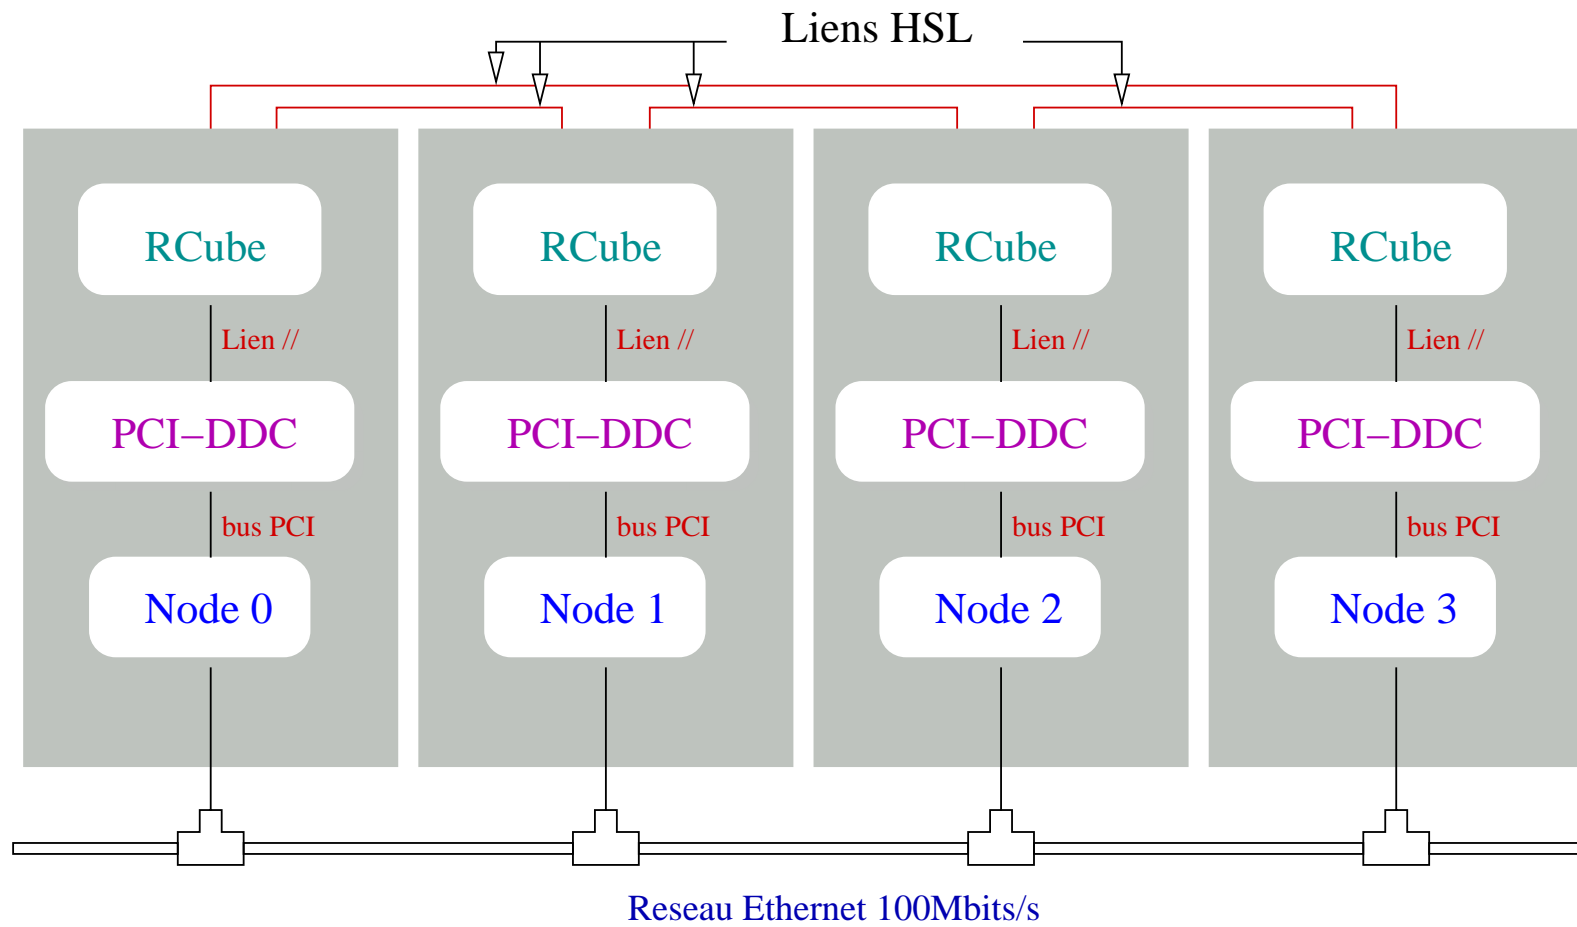 Liens HSL
RCube RCube RCube RCube
Lien // Lien // Lien // Lien //
PCI–DDC PCI–DDC PCI–DDC PCI–DDC
bus PCI bus PCI bus PCI bus PCI
Node 0 Node 1 Node 2 Node 3
Reseau Ethernet 100Mbits/s